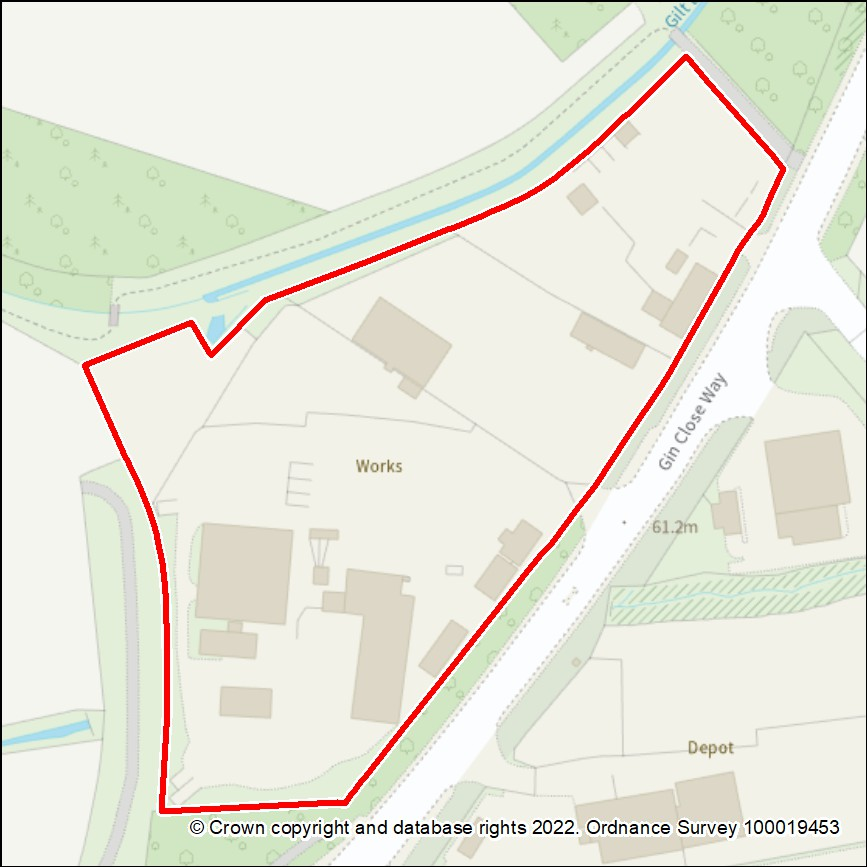 Gilt
Gin Close Way
Works
61.2m
Depot
© Crown copyright and database rights 2022. Ordnance Survey 100019453